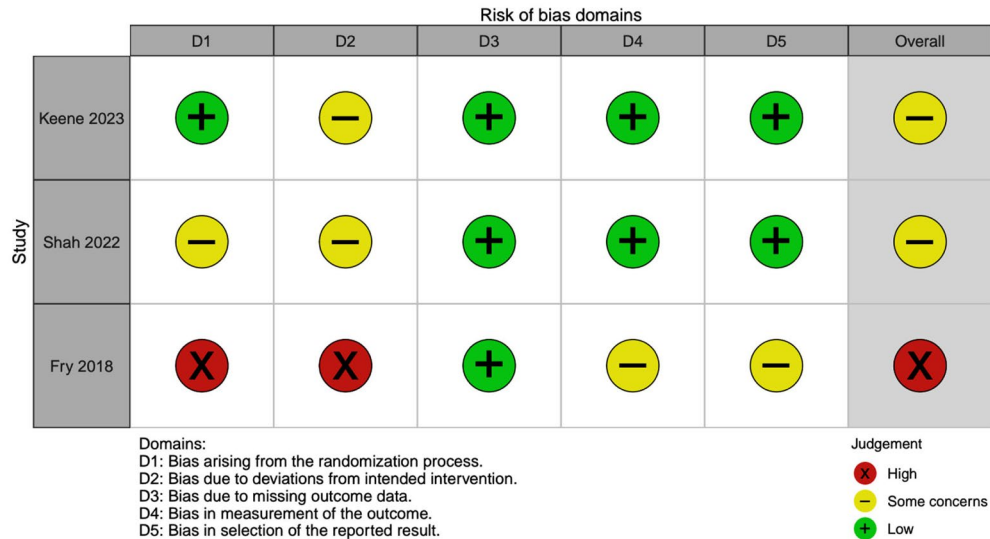 Risk of bias domains
D1 D2 D3 D4 D5 Overall
Study
Keene 2023 + − + + + −
Shah 2022 − − + + + −
Fry 2018 X X + − − X
Domains:
D1: Bias arising from the randomization process.
D2: Bias due to deviations from intended intervention.
D3: Bias due to missing outcome data.
D4: Bias in measurement of the outcome.
D5: Bias in selection of the reported result.
Judgement
X High
− Some concerns
+ Low